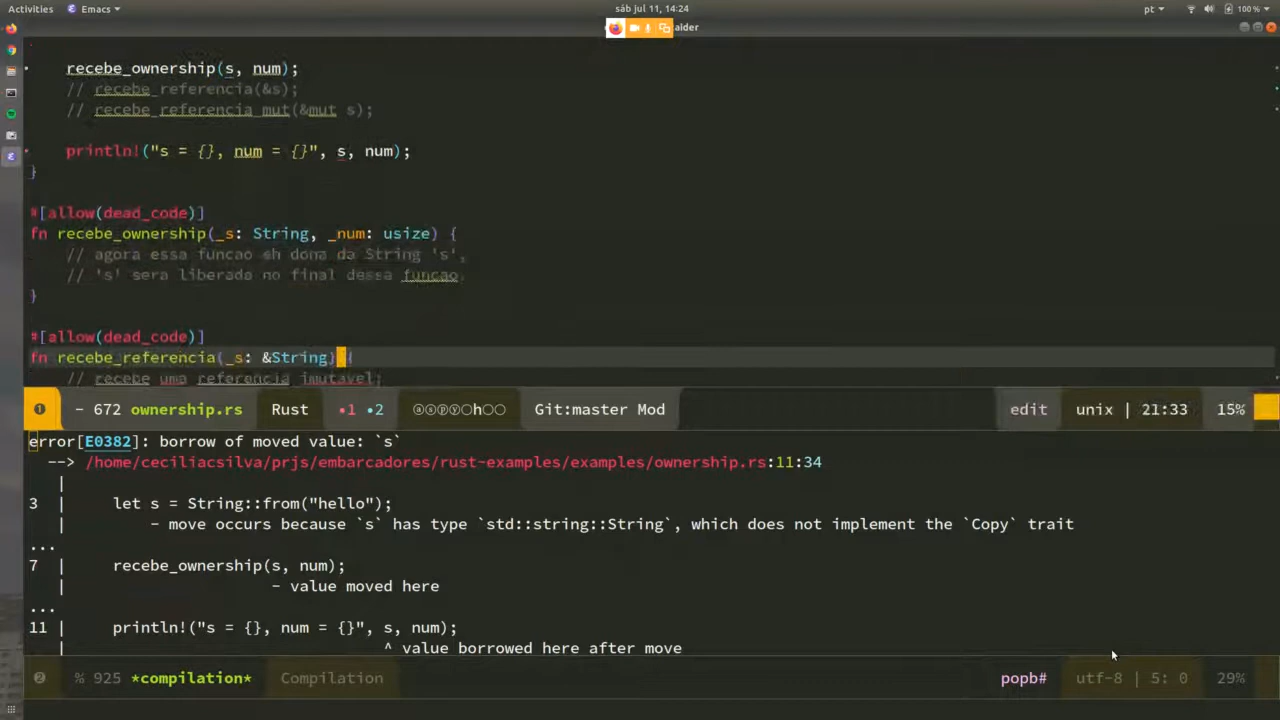 Activities Emacs sáb jul 11, 14:24 pt 100 %
alder
recebe_ownership(s, num);
// recebe_referencia(&s);
// recebe_referencia_mut(&mut s);
println!("s = {}, num = {}", s, num);
}
#[allow(dead_code)]
fn recebe_ownership(_s: String, _num: usize) {
// agora essa funcao eh dona da String 's',
// 's' sera liberado no final dessa funcao.
}
#[allow(dead_code)]
fn recebe_referencia(_s: &String) {
// recebe uma referencia imutavel;
1 - 672 ownership.rs Rust •1 •2 ⓐⓢⓟⓨ h Git:master Mod edit unix | 21:33 15%
error[E0382]: borrow of moved value: `s`
--> /home/ceciliacsilva/prjs/embarcadores/rust-examples/examples/ownership.rs:11:34
|
3 | let s = String::from("hello");
| - move occurs because `s` has type `std::string::String`, which does not implement the `Copy` trait
...
7 | recebe_ownership(s, num);
| - value moved here
...
11 | println!("s = {}, num = {}", s, num);
| ^ value borrowed here after move
2 % 925 *compilation* Compilation popb# utf-8 | 5: 0 29%